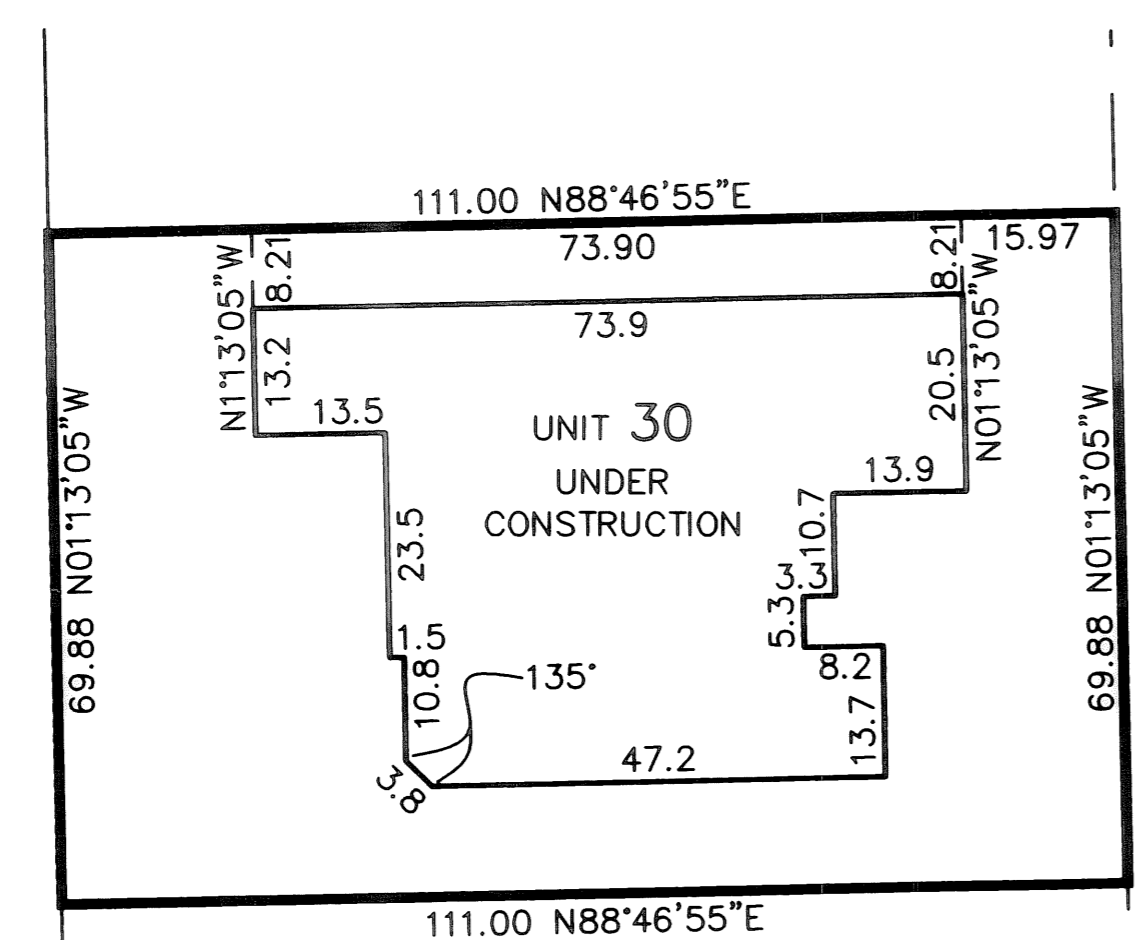 111.00 N88°46'55"E
73.90
15.97
8.21
8.21
N1°13'05"W
N01°13'05"W
73.9
13.2
20.5
13.5
UNIT 30
UNDER
CONSTRUCTION
13.9
69.88 N01°13'05"W
69.88 N01°13'05"W
23.5
10.7
3.3
5.3
1.5
8.2
10.8
135°
13.7
47.2
3.8
111.00 N88°46'55"E